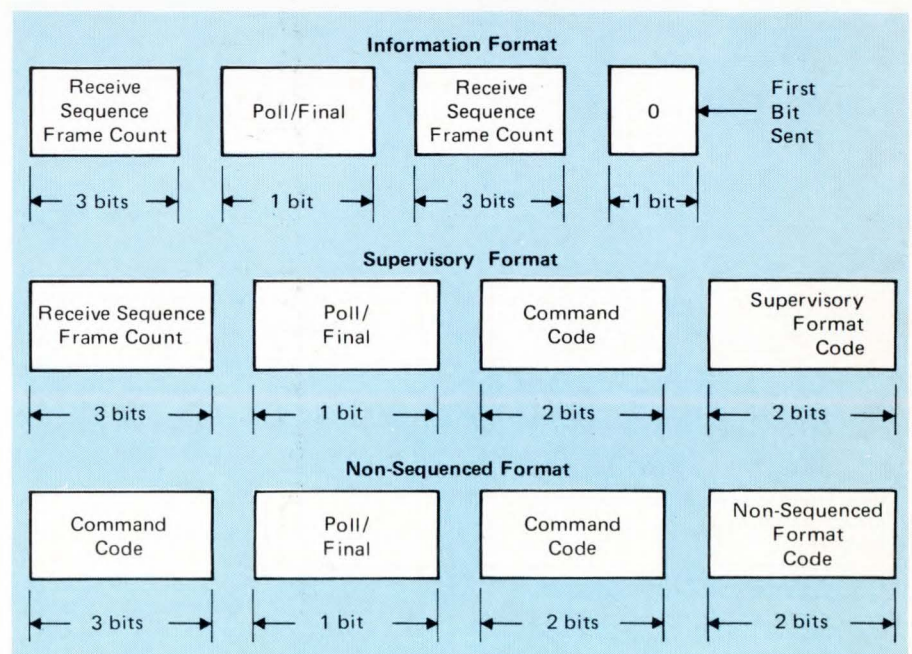 Information Format
Receive
Sequence
Frame Count
Poll/Final
Receive
Sequence
Frame Count
0
First
Bit
Sent
3 bits
1 bit
3 bits
1 bit
Supervisory Format
Receive Sequence
Frame Count
Poll/
Final
Command
Code
Supervisory
Format
Code
3 bits
1 bit
2 bits
2 bits
Non-Sequenced Format
Command
Code
Poll/
Final
Command
Code
Non-Sequenced
Format
Code
3 bits
1 bit
2 bits
2 bits